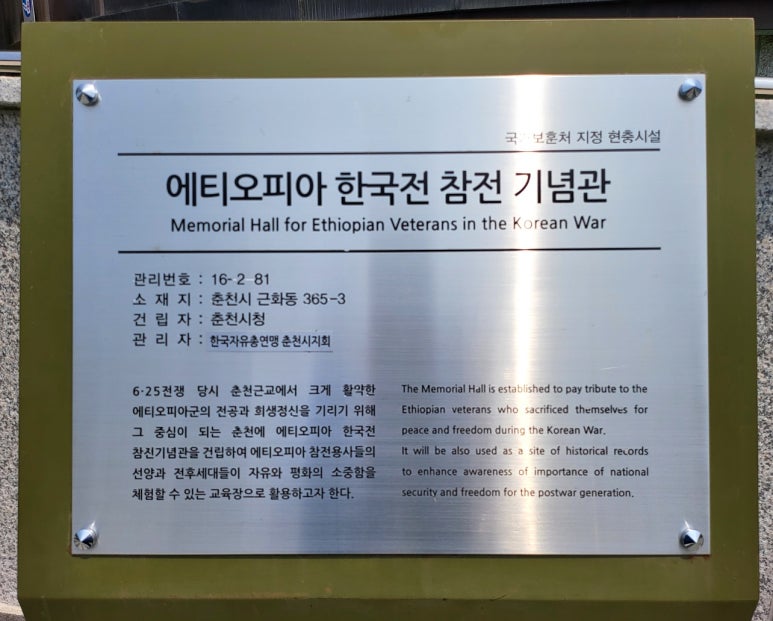 국가보훈처 지정 현충시설
에티오피아 한국전 참전 기념관
Memorial Hall for Ethiopian Veterans in the Korean War
관리번호 : 16-2-81
소 재 지 : 춘천시 근화동 365-3
건 립 자 : 춘천시청
관 리 자 : 한국자유총연맹 춘천시지회
6·25전쟁 당시 춘천근교에서 크게 활약한
에티오피아군의 전공과 희생정신을 기리기 위해
그 중심이 되는 춘천에 에티오피아 한국전
참전기념관을 건립하여 에티오피아 참전용사들의
선양과 전후세대들이 자유와 평화의 소중함을
체험할 수 있는 교육장으로 활용하고자 한다.
The Memorial Hall is established to pay tribute to the
Ethiopian veterans who sacrificed themselves for
peace and freedom during the Korean War.
It will be also used as a site of historical records
to enhance awareness of importance of national
security and freedom for the postwar generation.